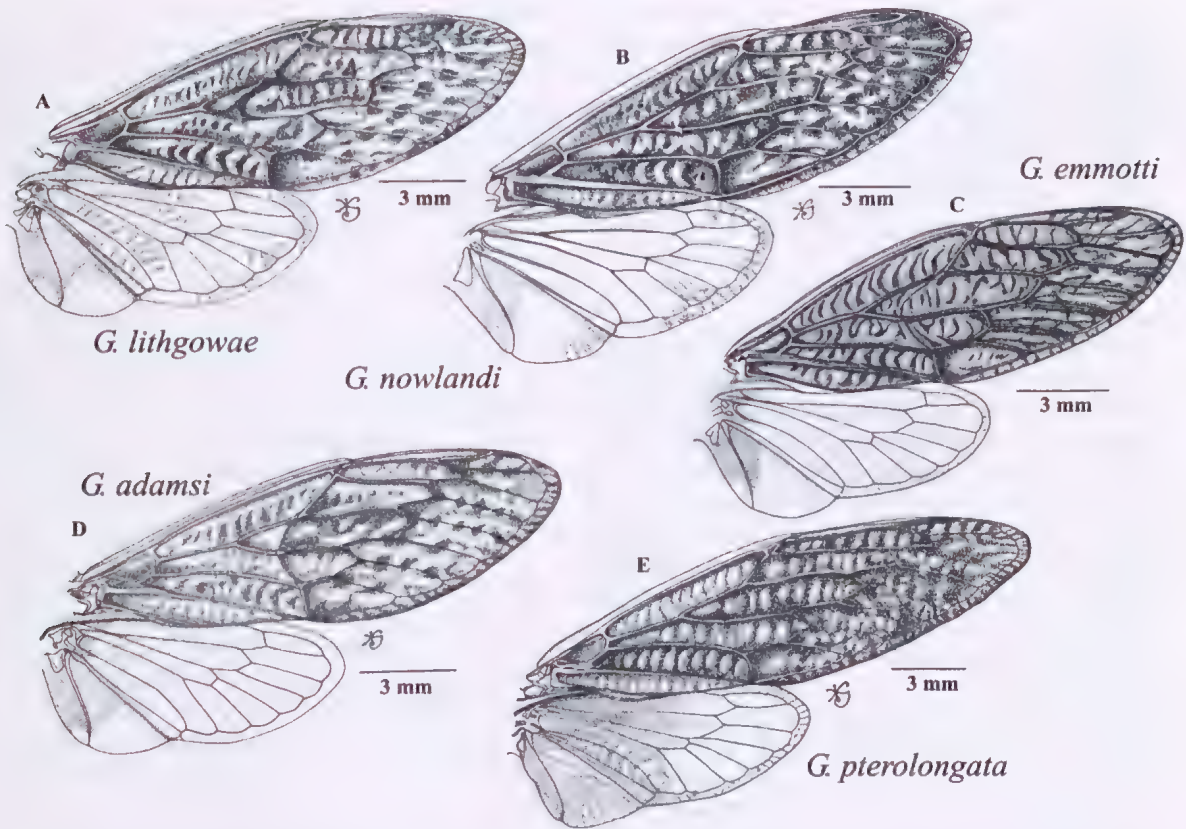 A
3 mm
G. lithgowae
B
3 mm
G. nowlandi
G. emmotti
C
3 mm
G. adamsi
D
3 mm
E
3 mm
G. pterolongata